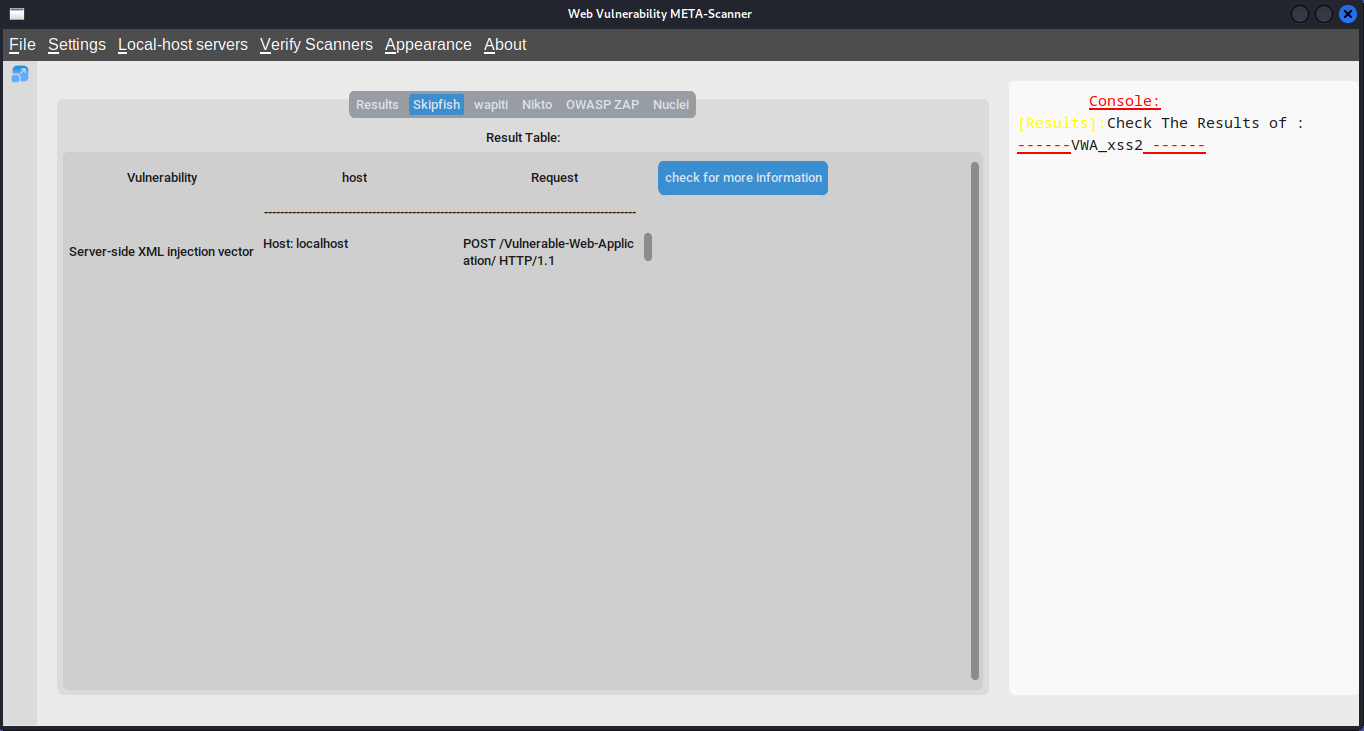 Web Vulnerability META-Scanner
File Settings Local-host servers Verify Scanners Appearance About
Results Skipfish wapiti Nikto OWASP ZAP Nuclei
Result Table:
Vulnerability host Request check for more information
---------------------------------------------------------------------------------------------
Server-side XML injection vector Host: localhost POST /Vulnerable-Web-Applic
ation/ HTTP/1.1
Console:
[Results]:Check The Results of :
------VWA_xss2 ------